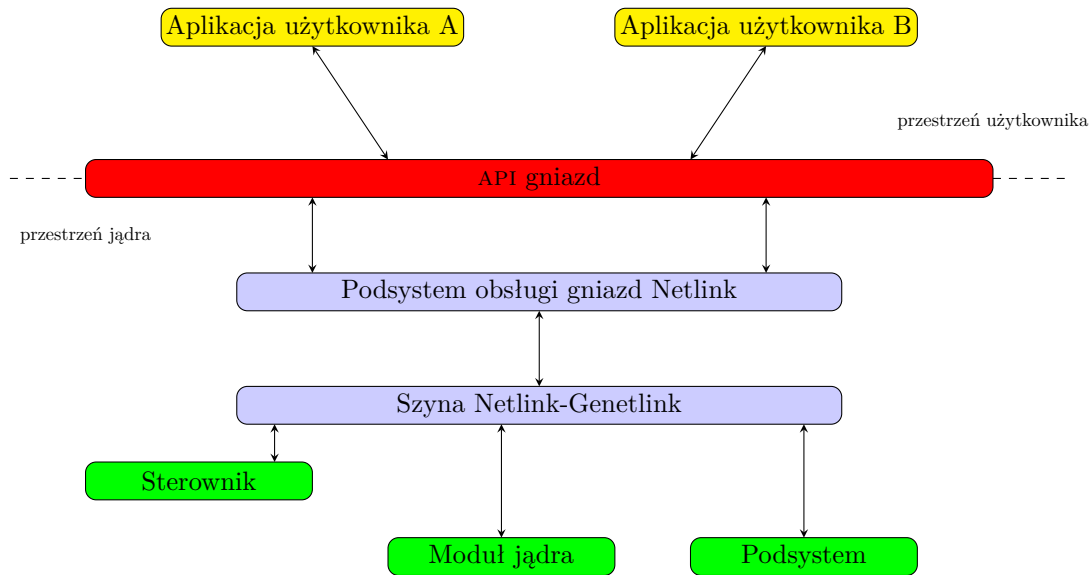 Aplikacja użytkownika A
Aplikacja użytkownika B
przestrzeń użytkownika
API gniazd
przestrzeń jądra
Podsystem obsługi gniazd Netlink
Szyna Netlink-Genetlink
Sterownik
Moduł jądra
Podsystem